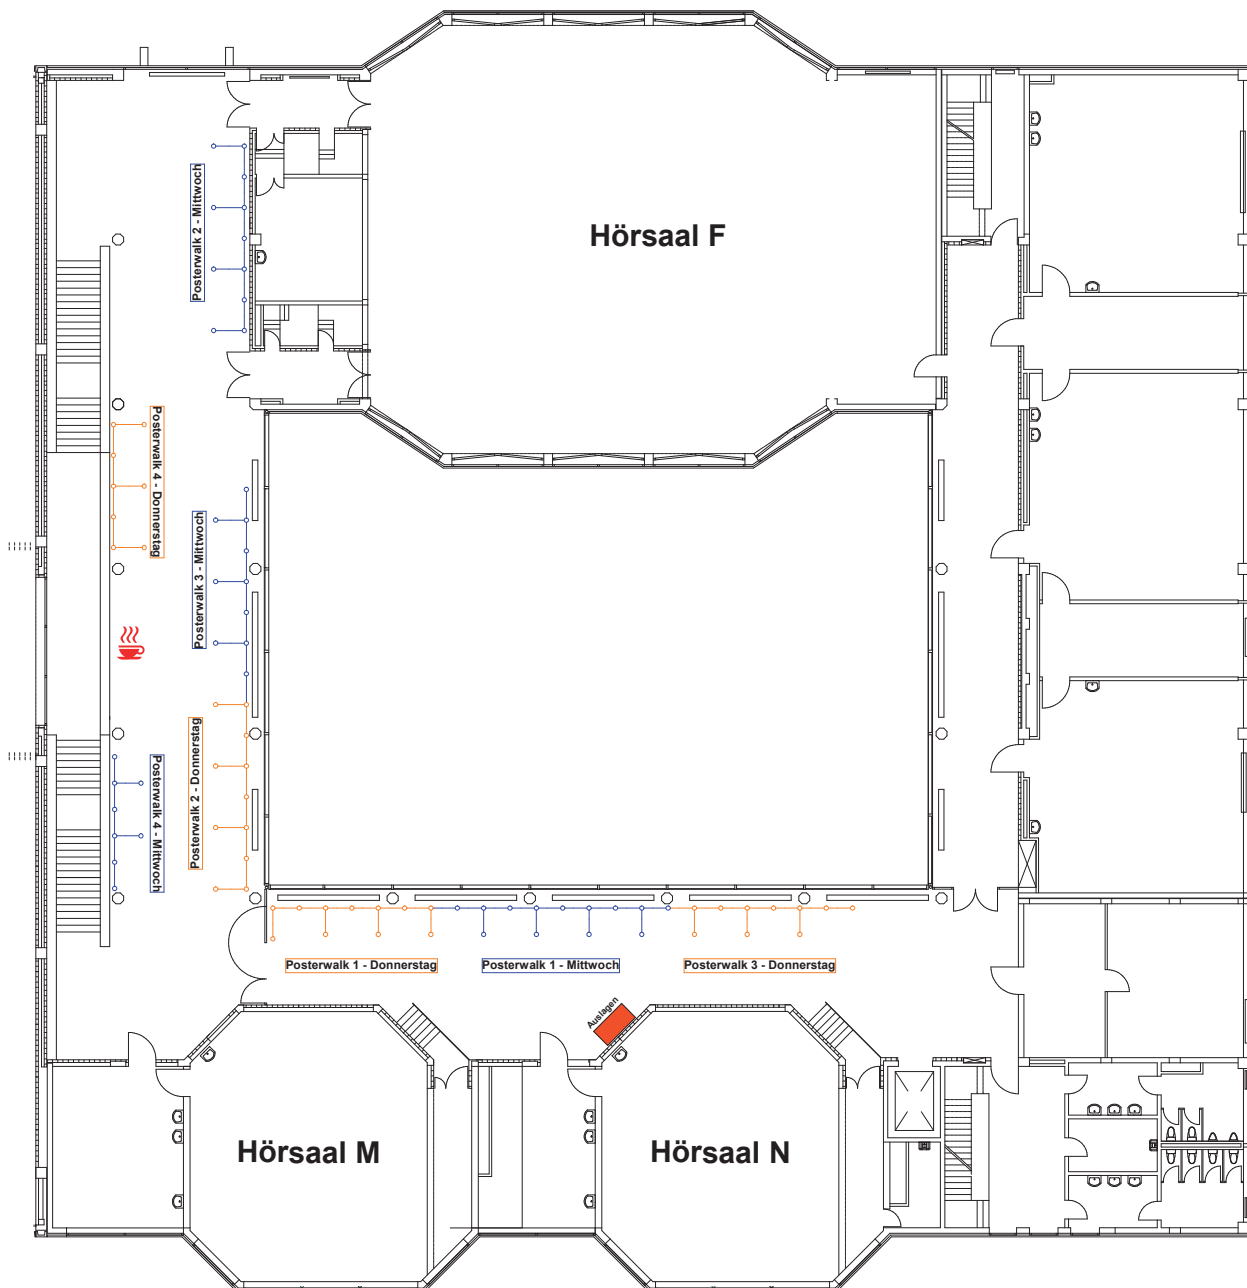 Hörsaal F
Posterwalk 2 - Mittwoch
Posterwalk 4 - Donnerstag
Posterwalk 3 - Mittwoch
Posterwalk 2 - Donnerstag
Posterwalk 4 - Mittwoch
Posterwalk 1 - Donnerstag
Posterwalk 1 - Mittwoch
Posterwalk 3 - Donnerstag
Auslagen
Hörsaal M
Hörsaal N